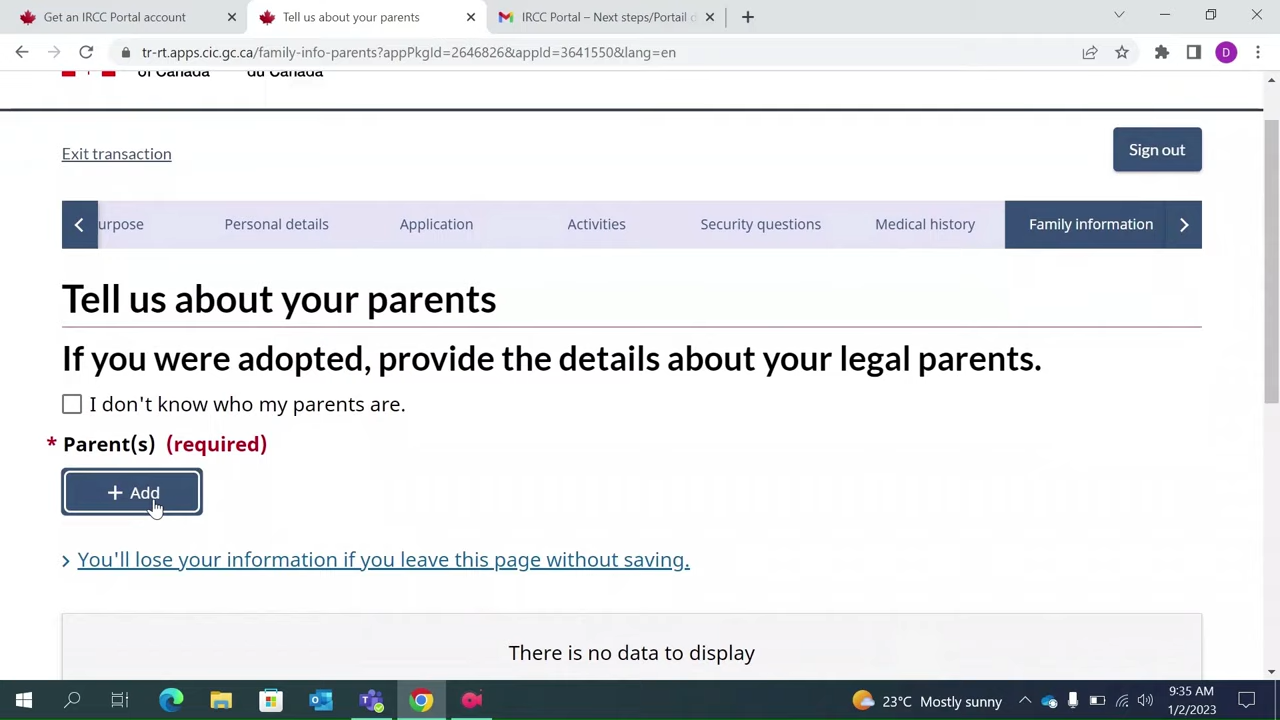 Get an IRCC Portal account
Tell us about your parents
IRCC Portal – Next steps/Portail d
tr-rt.apps.cic.gc.ca/family-info-parents?appPkgId=2646826&appId=3641550&lang=en
D
of Canada
du Canada
Exit transaction
Sign out
urpose
Personal details
Application
Activities
Security questions
Medical history
Family information
Tell us about your parents
If you were adopted, provide the details about your legal parents.
I don't know who my parents are.
* Parent(s) (required)
+ Add
You'll lose your information if you leave this page without saving.
There is no data to display
23°C Mostly sunny
9:35 AM
1/2/2023